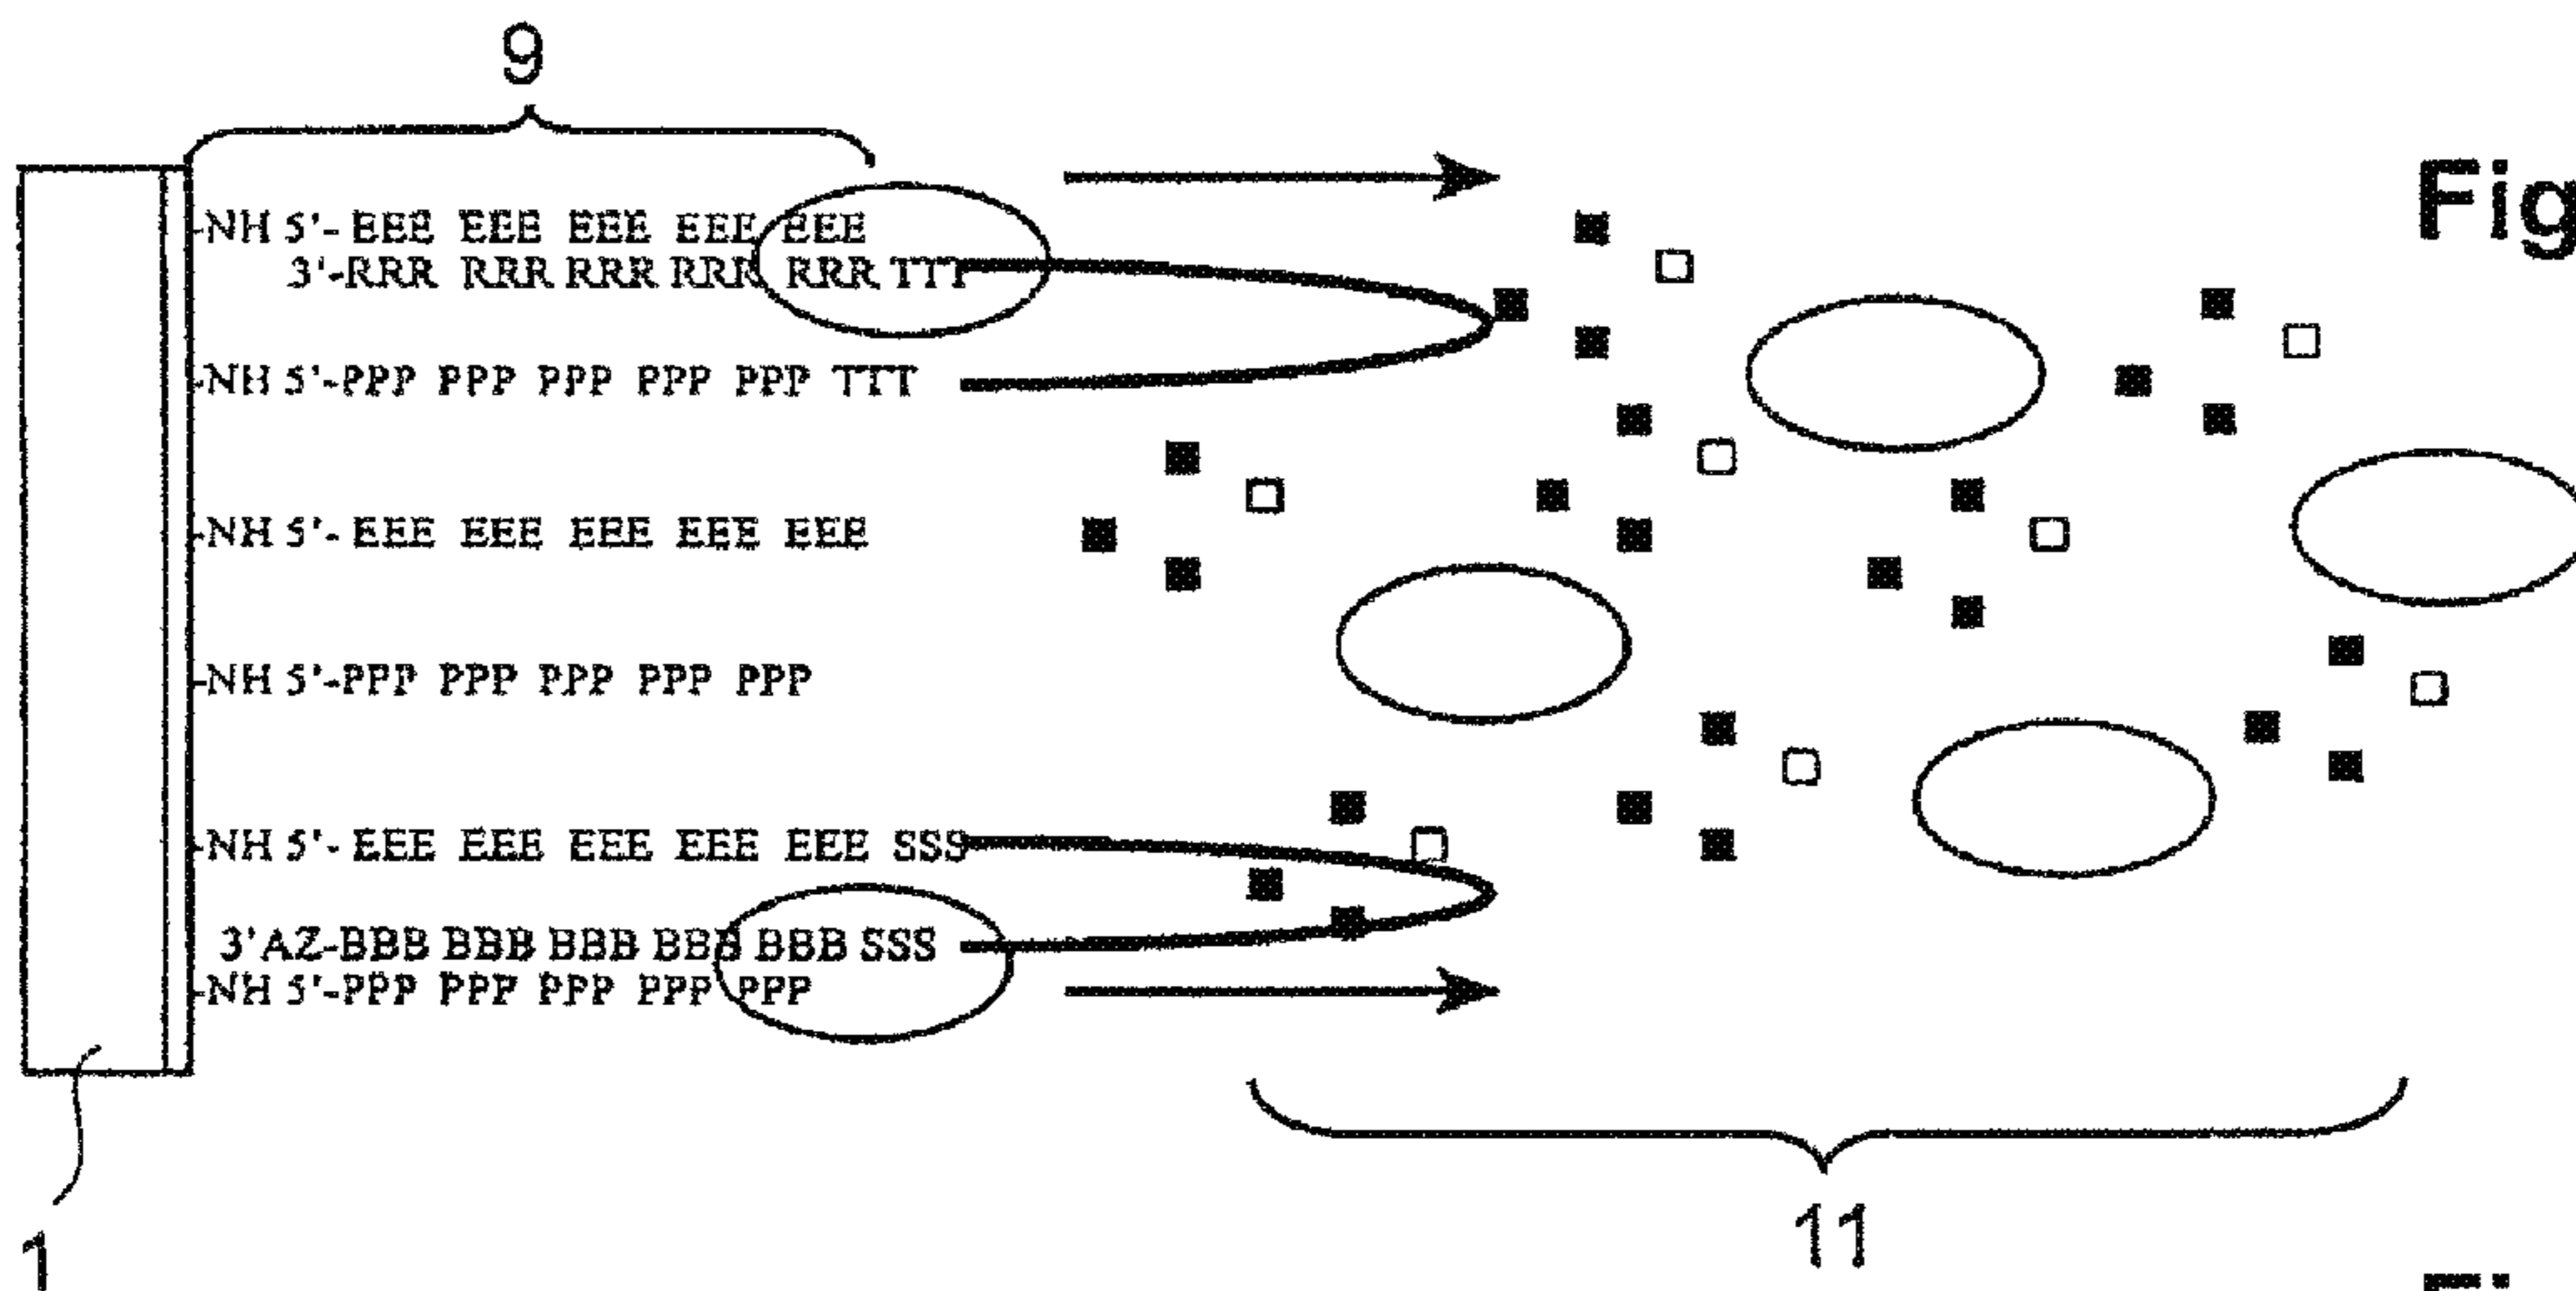 9
Fig
NH 5'- EEE EEE EEE EEE EEE
3'-RRR RRR RRR RRR RRR TTT
NH 5'-PPP PPP PPP PPP PPP TTT
NH 5'- EEE EEE EEE EEE EEE
NH 5'-PPP PPP PPP PPP PPP
NH 5'- EEE EEE EEE EEE EEE SSS
3'AZ-BBB BBB BBB BBB BBB SSS
NH 5'-PPP PPP PPP PPP PPP
1
11